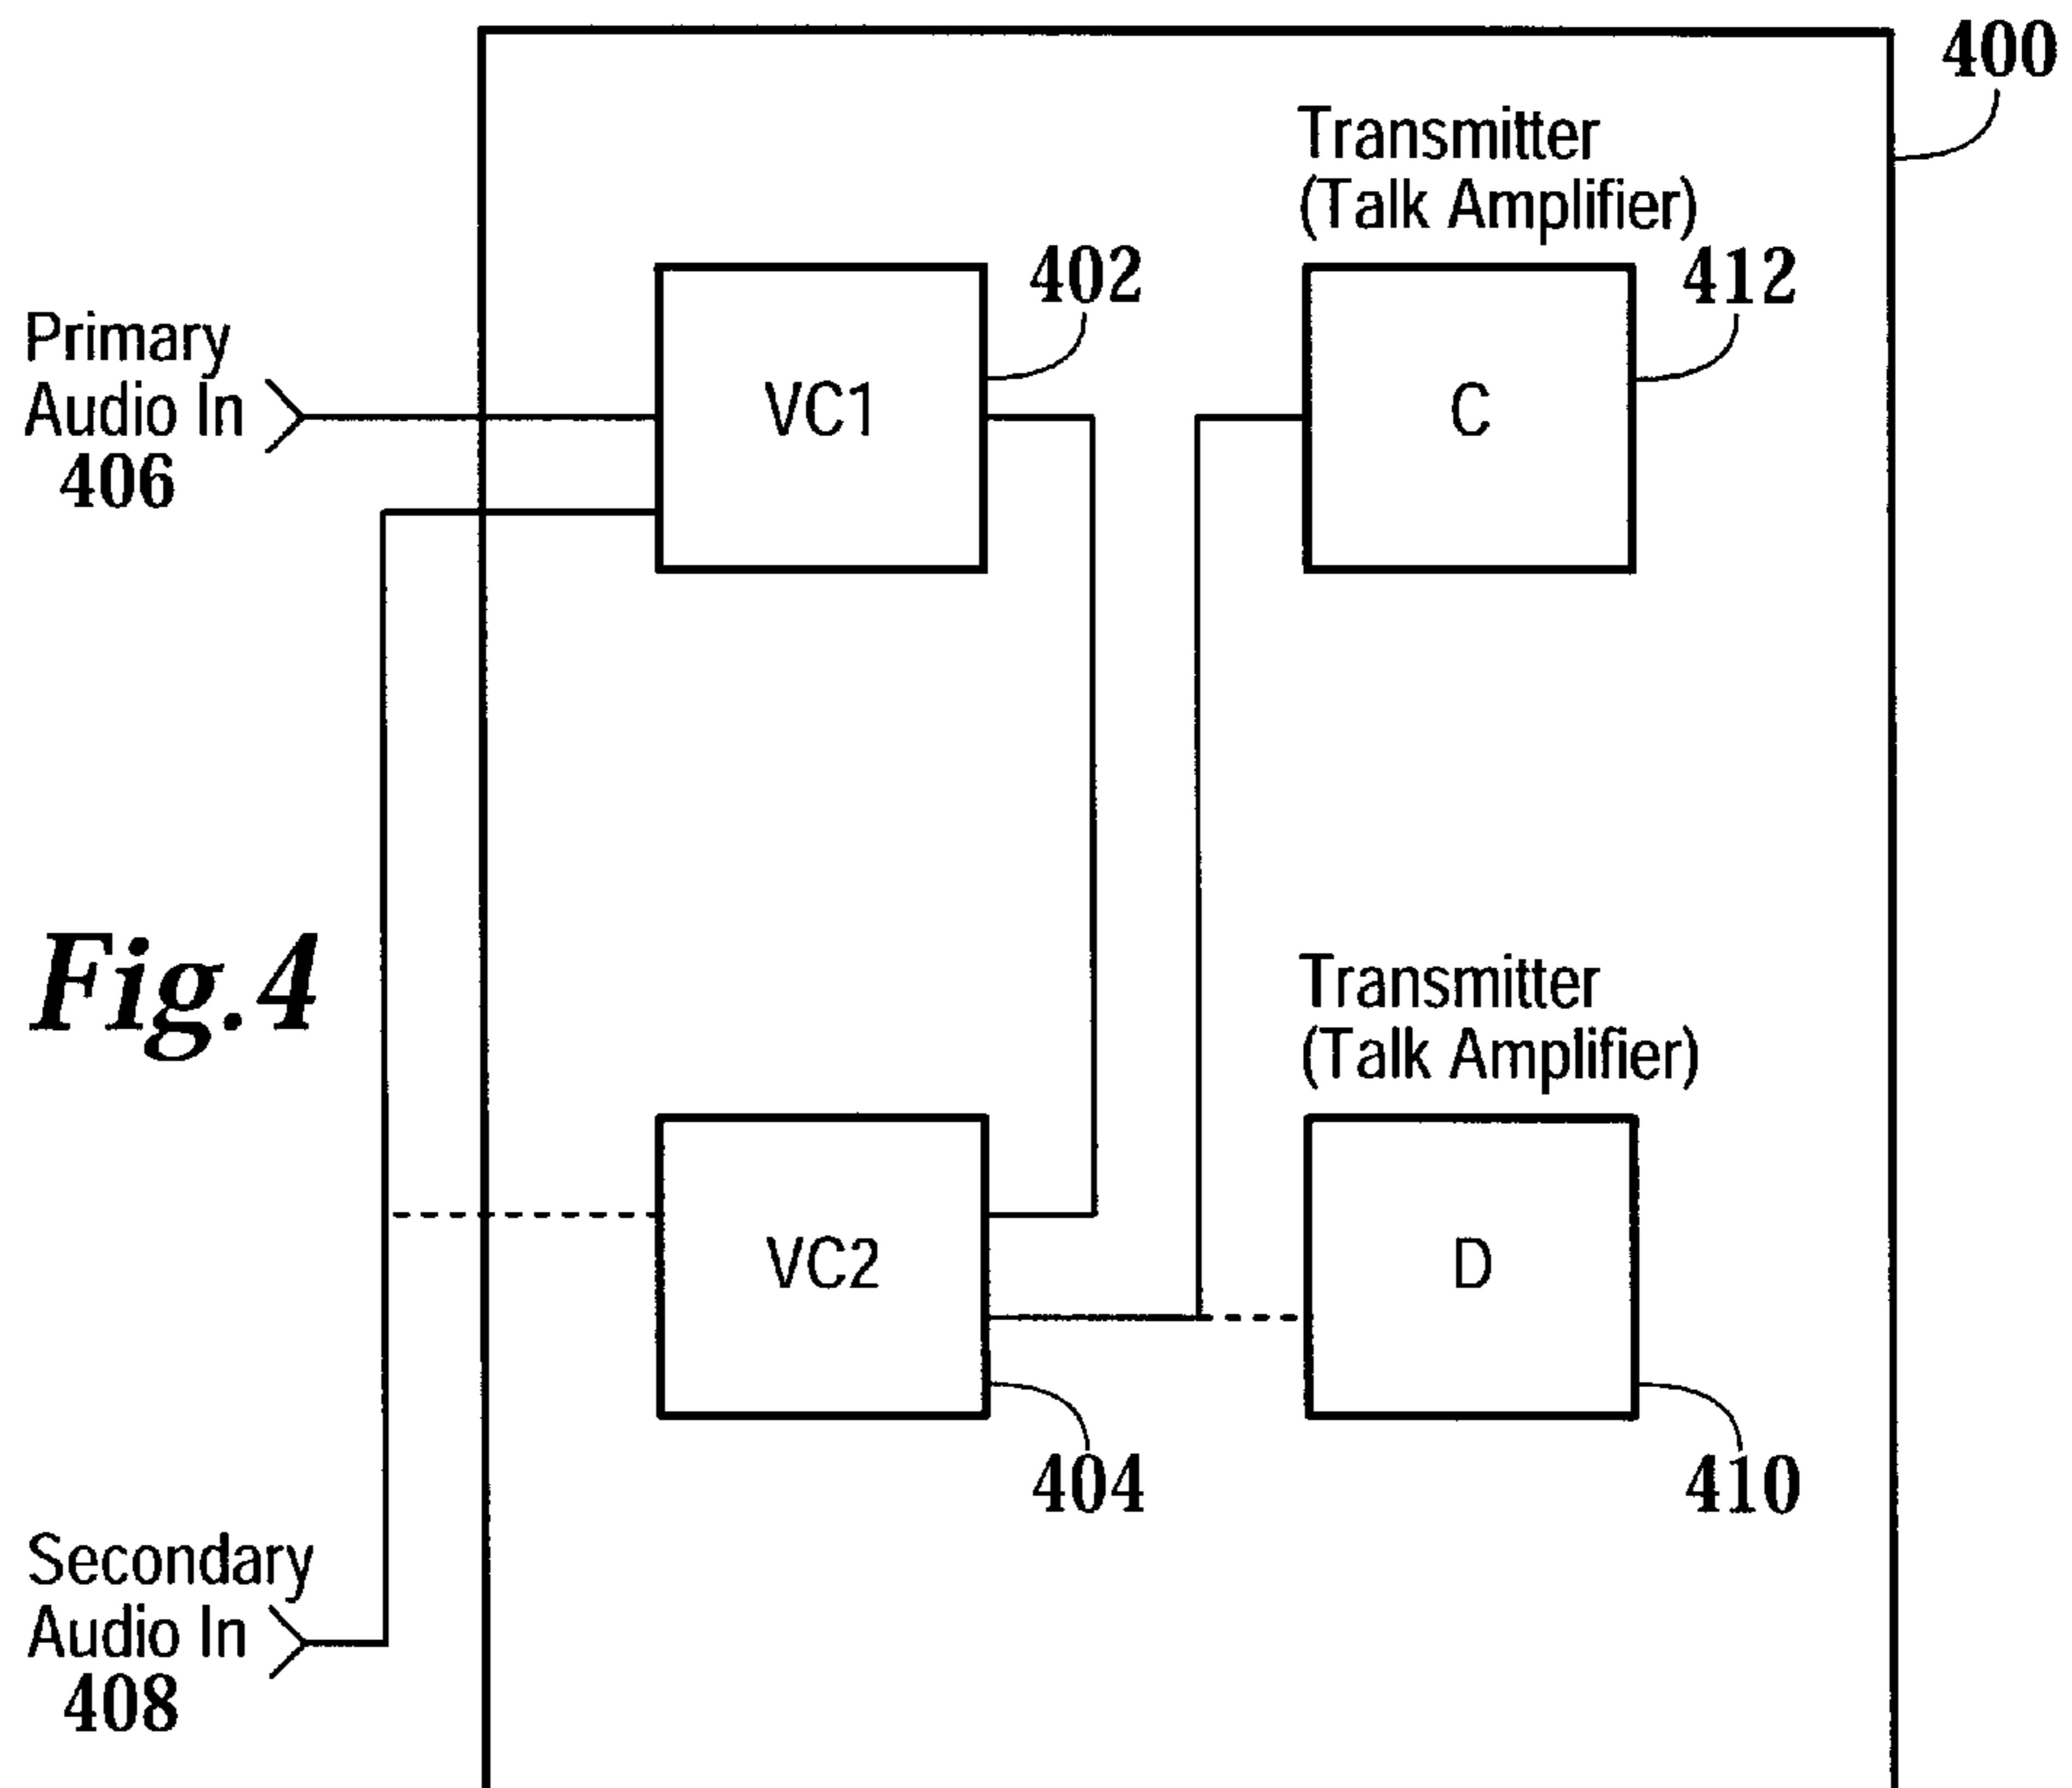 400
Transmitter
(Talk Amplifier)
402
412
Primary
Audio In
406
VC1
C
Fig.4
Transmitter
(Talk Amplifier)
VC2
D
404
410
Secondary
Audio In
408